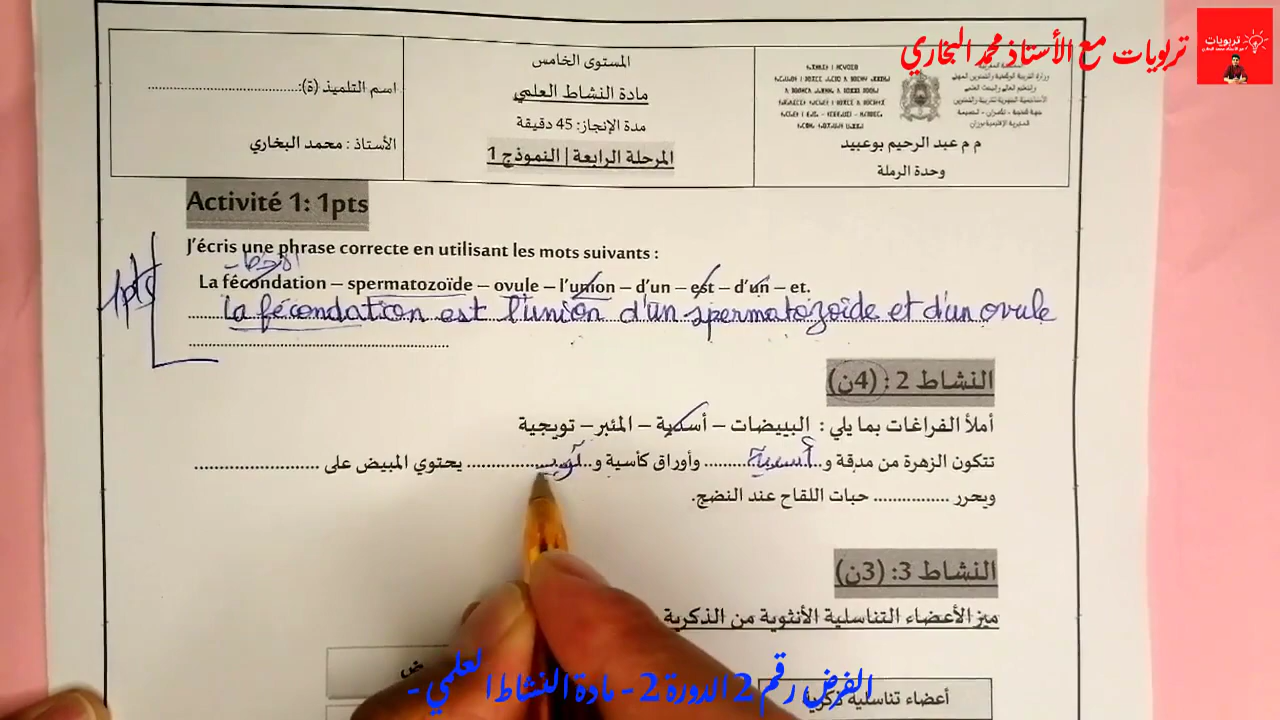 تربويات مع الأستاذ محمد البخاري
تربويات
م م عبد الرحيم بوعبيد
وحدة الرملة
المستوى الخامس
مادة النشاط العلمي
مدة الإنجاز: 45 دقيقة
المرحلة الرابعة | النموذج 1
اسم التلميذ (ة):
الأستاذ : محمد البخاري
Activité 1: 1pts
J'écris une phrase correcte en utilisant les mots suivants :
La fécondation – spermatozoïde – ovule – l'union – d'un – est – d'un – et.
1pts
la fécondation est l'union d'un spermatozoïde et d'un ovule
النشاط 2 : (4ن)
أملأ الفراغات بما يلي : البييضات – أسدية – المئبر – تويجية
تتكون الزهرة من مدقة و أسدية وأوراق كأسية و تويـ يحتوي المبيض على
ويحرر حبات اللقاح عند النضج.
النشاط 3: (3ن)
ميز الأعضاء التناسلية الأنثوية من الذكرية
ض
أعضاء تناسلية ذكرية
الفرض رقم 2 الدورة 2 - مادة النشاط العلمي -